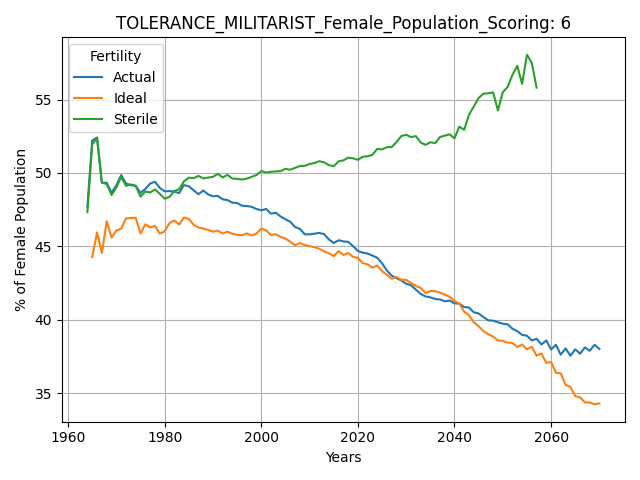 TOLERANCE_MILITARIST_Female_Population_Scoring: 6
Fertility
Actual
Ideal
Sterile
% of Female Population
55
50
45
40
35
1960
1980
2000
2020
2040
2060
Years